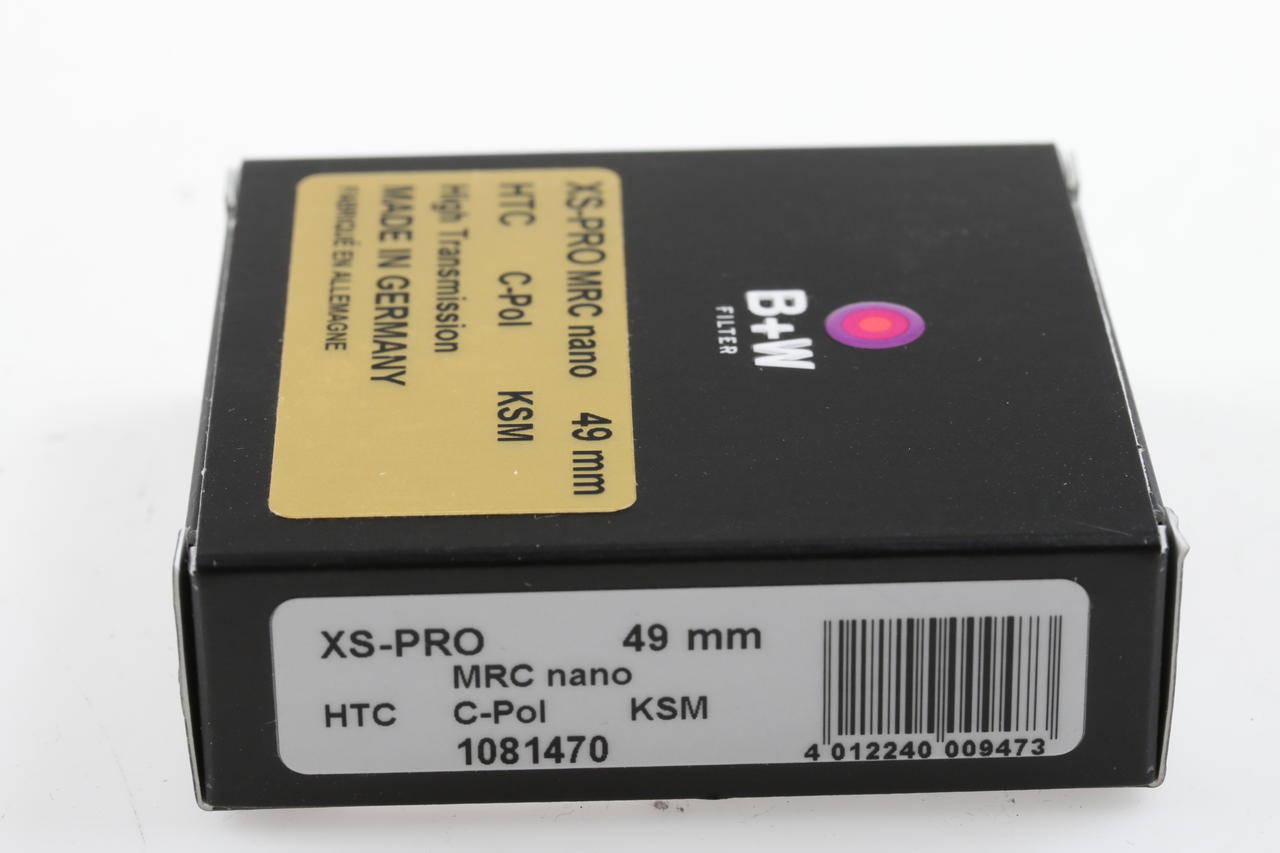 B+W
FILTER
XS-PRO MRC nano 49 mm
HTC C-Pol KSM
High Transmission
MADE IN GERMANY
FABRIQUÉ EN ALLEMAGNE
XS-PRO 49 mm
MRC nano
HTC C-Pol KSM
1081470
4 012240 009473